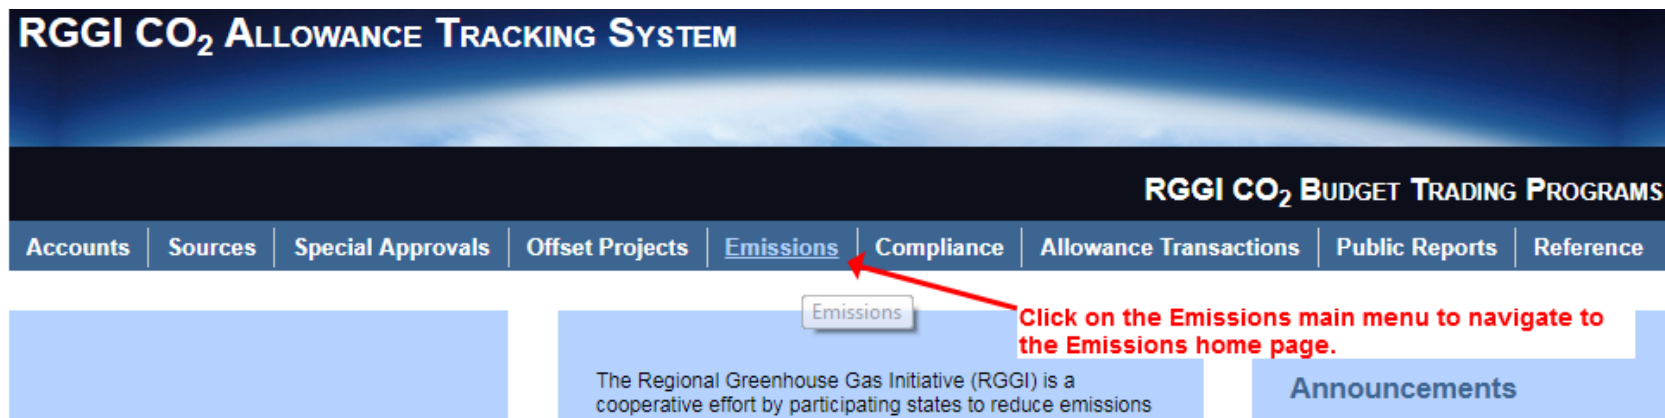 RGGI CO₂ ALLOWANCE TRACKING SYSTEM
RGGI CO₂ BUDGET TRADING PROGRAMS
Accounts Sources Special Approvals Offset Projects Emissions Compliance Allowance Transactions Public Reports Reference
Emissions
Click on the Emissions main menu to navigate to
the Emissions home page.
The Regional Greenhouse Gas Initiative (RGGI) is a
cooperative effort by participating states to reduce emissions
Announcements